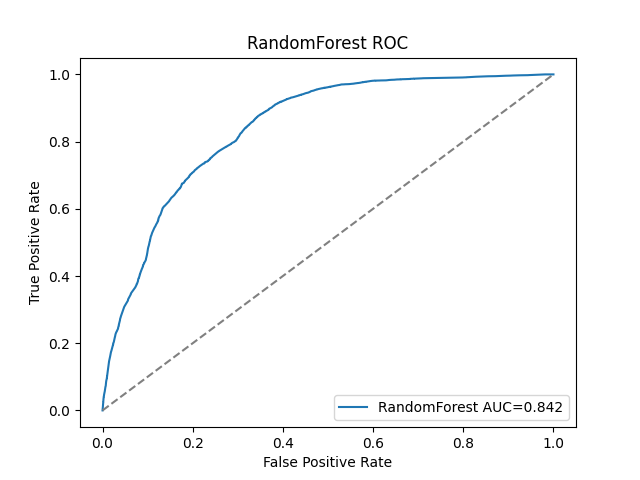 RandomForest ROC
1.0
0.8
0.6
0.4
0.2
0.0
True Positive Rate
RandomForest AUC=0.842
0.0 0.2 0.4 0.6 0.8 1.0
False Positive Rate